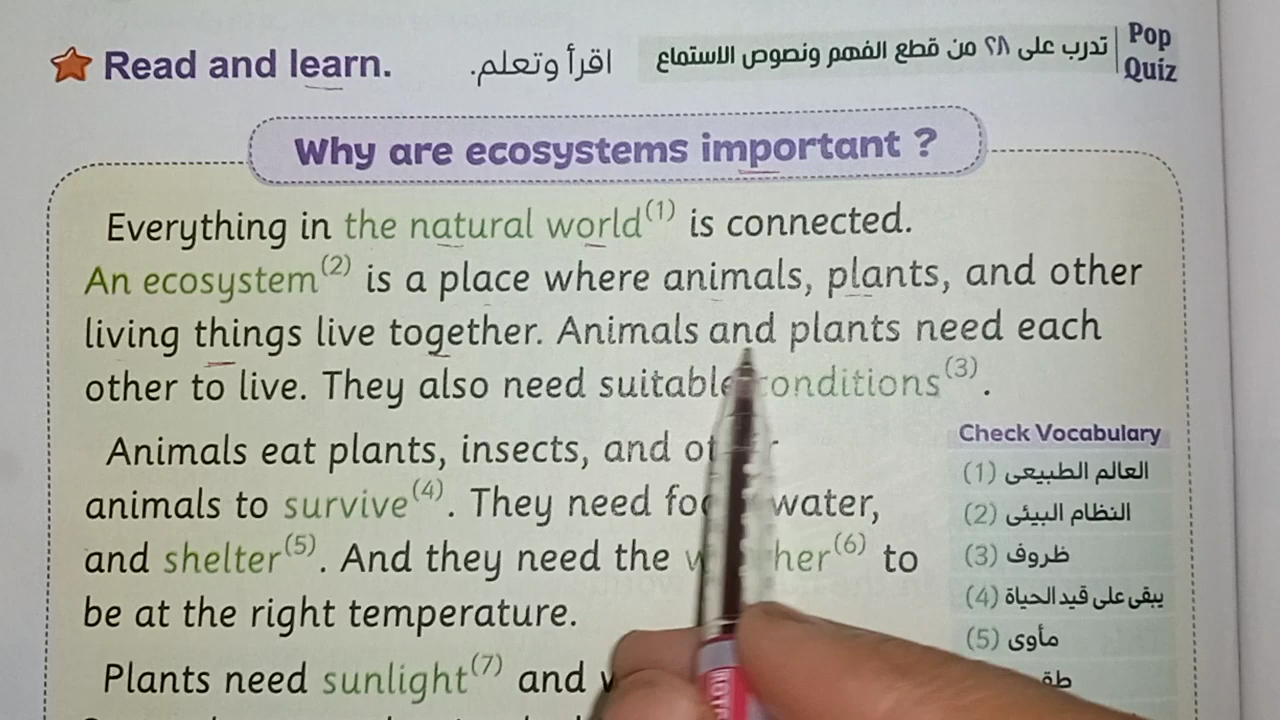 Read and learn. اقرأ وتعلم. تدرب على ٢٨ من قطع الفهم ونصوص الاستماع Pop Quiz
Why are ecosystems important ?
Everything in the natural world(1) is connected.
An ecosystem(2) is a place where animals, plants, and other
living things live together. Animals and plants need each
other to live. They also need suitable conditions(3).
Animals eat plants, insects, and
animals to survive(4). They need water,
and shelter(5). And they need the (6) to
be at the right temperature.
Plants need sunlight(7) and
Check Vocabulary
(1) العالم الطبيعى
(2) النظام البيئى
(3) ظروف
(4) يبقى على قيد الحياة
(5) مأوى